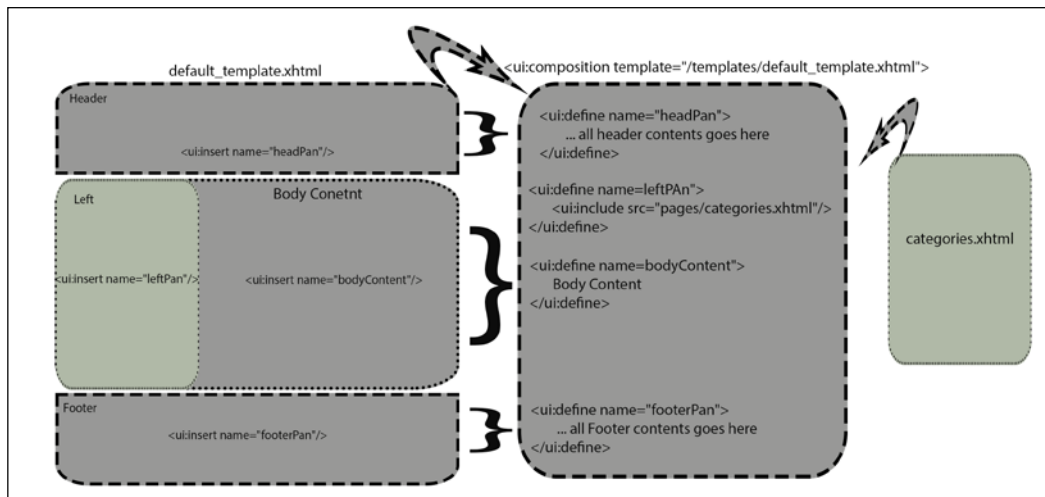 default_template.xhtml
Header
<ui:insert name="headPan"/>
Left
Body Conetnt
<ui:insert name="leftPan"/>
<ui:insert name="bodyContent"/>
Footer
<ui:insert name="footerPan"/>
<ui:composition template="/templates/default_template.xhtml">
<ui:define name="headPan">
... all header contents goes here
</ui:define>
<ui:define name=leftPAn">
<ui:include src="pages/categories.xhtml"/>
</ui:define>
<ui:define name=bodyContent">
Body Content
</ui:define>
<ui:define name="footerPan">
... all Footer contents goes here
</ui:define>
categories.xhtml